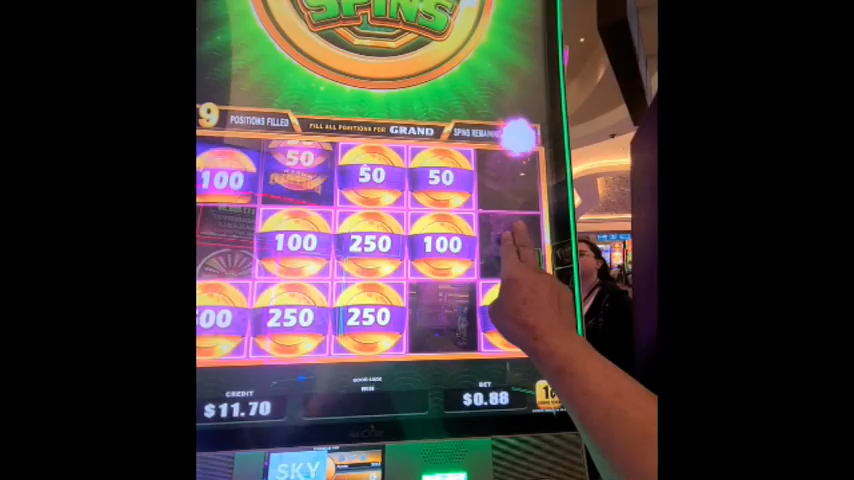 SPINS
9 POSITIONS FILLED
FILL ALL POSITIONS FOR GRAND
SPINS REMAINING
100 50 50 50
100 250 100
250 250
CREDIT
$11.70
GOOD LUCK
BET
$0.88
SKY